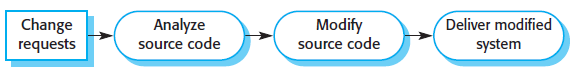 Change
requests
Analyze
source code
Modify
source code
Deliver modified
system